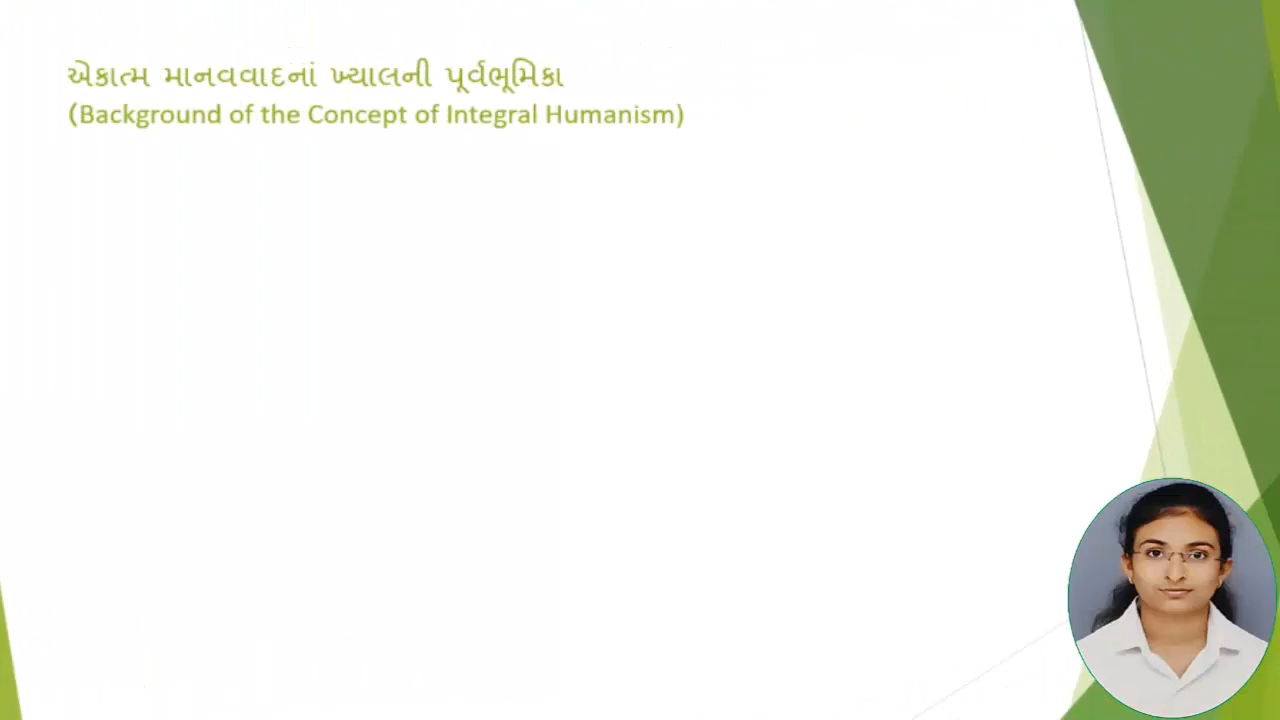 એકાત્મ માનવવાદનાં ખ્યાલની પૂર્વભૂમિકા
(Background of the Concept of Integral Humanism)